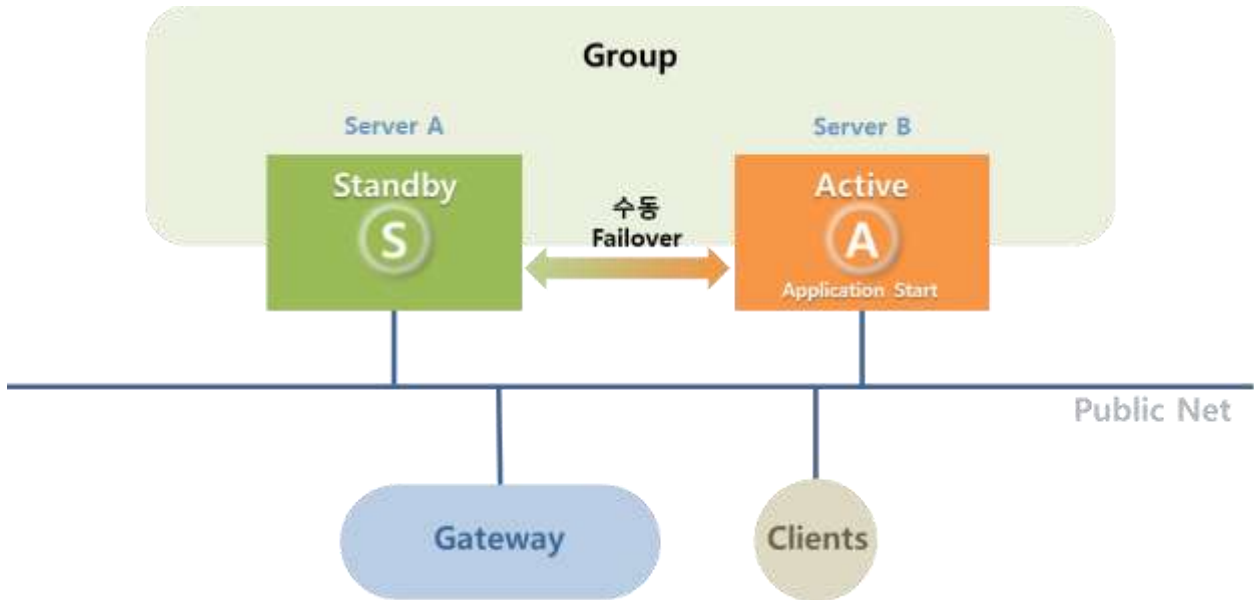 Group
Server A
Server B
Standby
S
수동
Failover
Active
A
Application Start
Public Net
Gateway
Clients